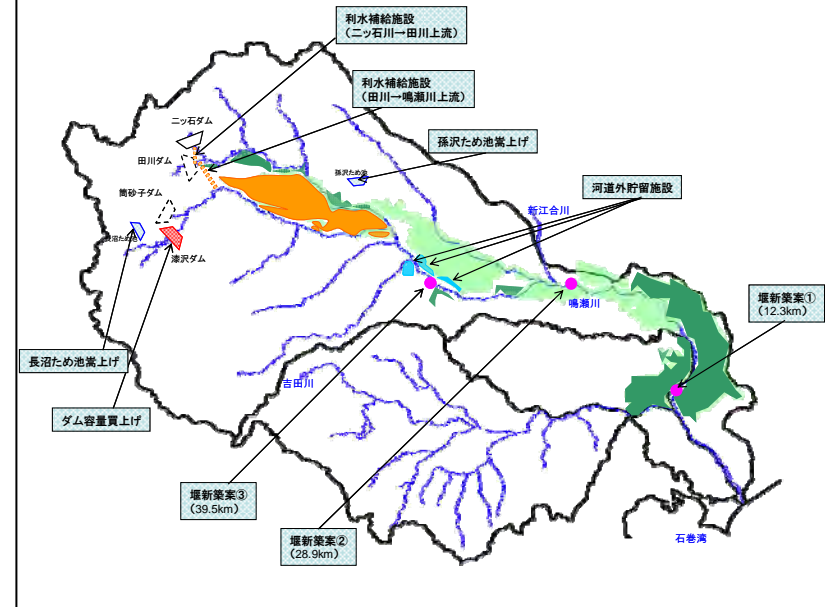 利水補給施設
（二ッ石川→田川上流）
利水補給施設
（田川→鳴瀬川上流）
二ッ石ダム
孫沢ため池嵩上げ
田川ダム
孫沢ため池
河道外貯留施設
筒砂子ダム
新江合川
長沼ため池
漆沢ダム
鳴瀬川
堰新築案①
（12.3km）
長沼ため池嵩上げ
吉田川
ダム容量買上げ
堰新築案③
（39.5km）
堰新築案②
（28.9km）
石巻湾